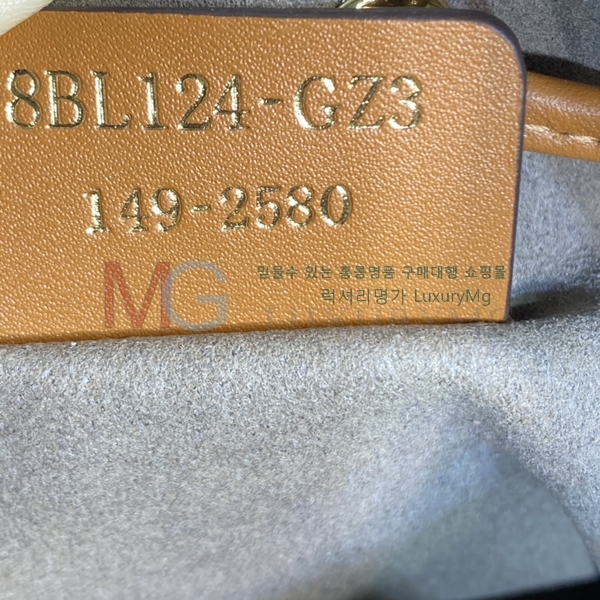 8BL124-GZ3
149-2580
MG
믿을수 있는 홍콩명품 구매대행 쇼핑몰
럭셔리명가 LuxuryMg